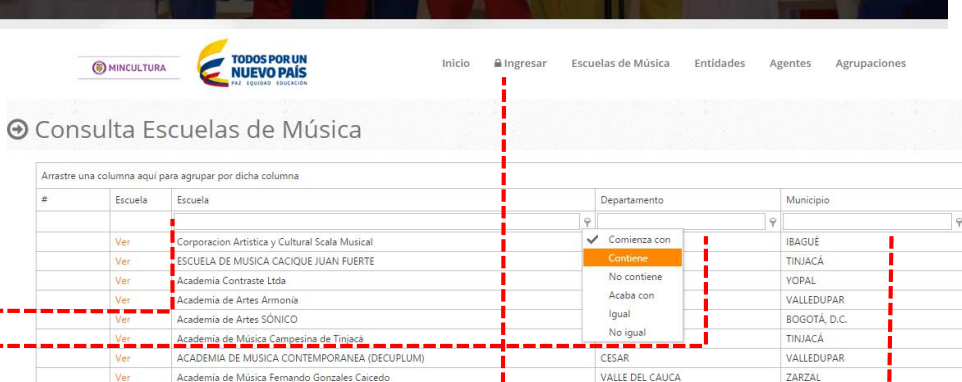 MINCULTURA
TODOS POR UN
NUEVO PAÍS
PAZ EQUIDAD EDUCACIÓN
Inicio Ingresar Escuelas de Música Entidades Agentes Agrupaciones
Consulta Escuelas de Música
Arrastre una columna aquí para agrupar por dicha columna
# Escuela Escuela Departamento Municipio
Ver Corporacion Artistica y Cultural Scala Musical Comienza con IBAGUÉ
Ver ESCUELA DE MUSICA CACIQUE JUAN FUERTE Contiene TINJACÁ
Ver Academia Contraste Ltda No contiene YOPAL
Ver Academia de Artes Armonía Acaba con VALLEDUPAR
Ver Academia de Artes SÓNICO Igual BOGOTÁ, D.C.
Ver Academia de Música Campesina de Tinjacá No igual TINJACÁ
Ver ACADEMIA DE MUSICA CONTEMPORANEA (DECUPLUM) CESAR VALLEDUPAR
Ver Academia de Música Fernando Gonzales Caicedo VALLE DEL CAUCA ZARZAL